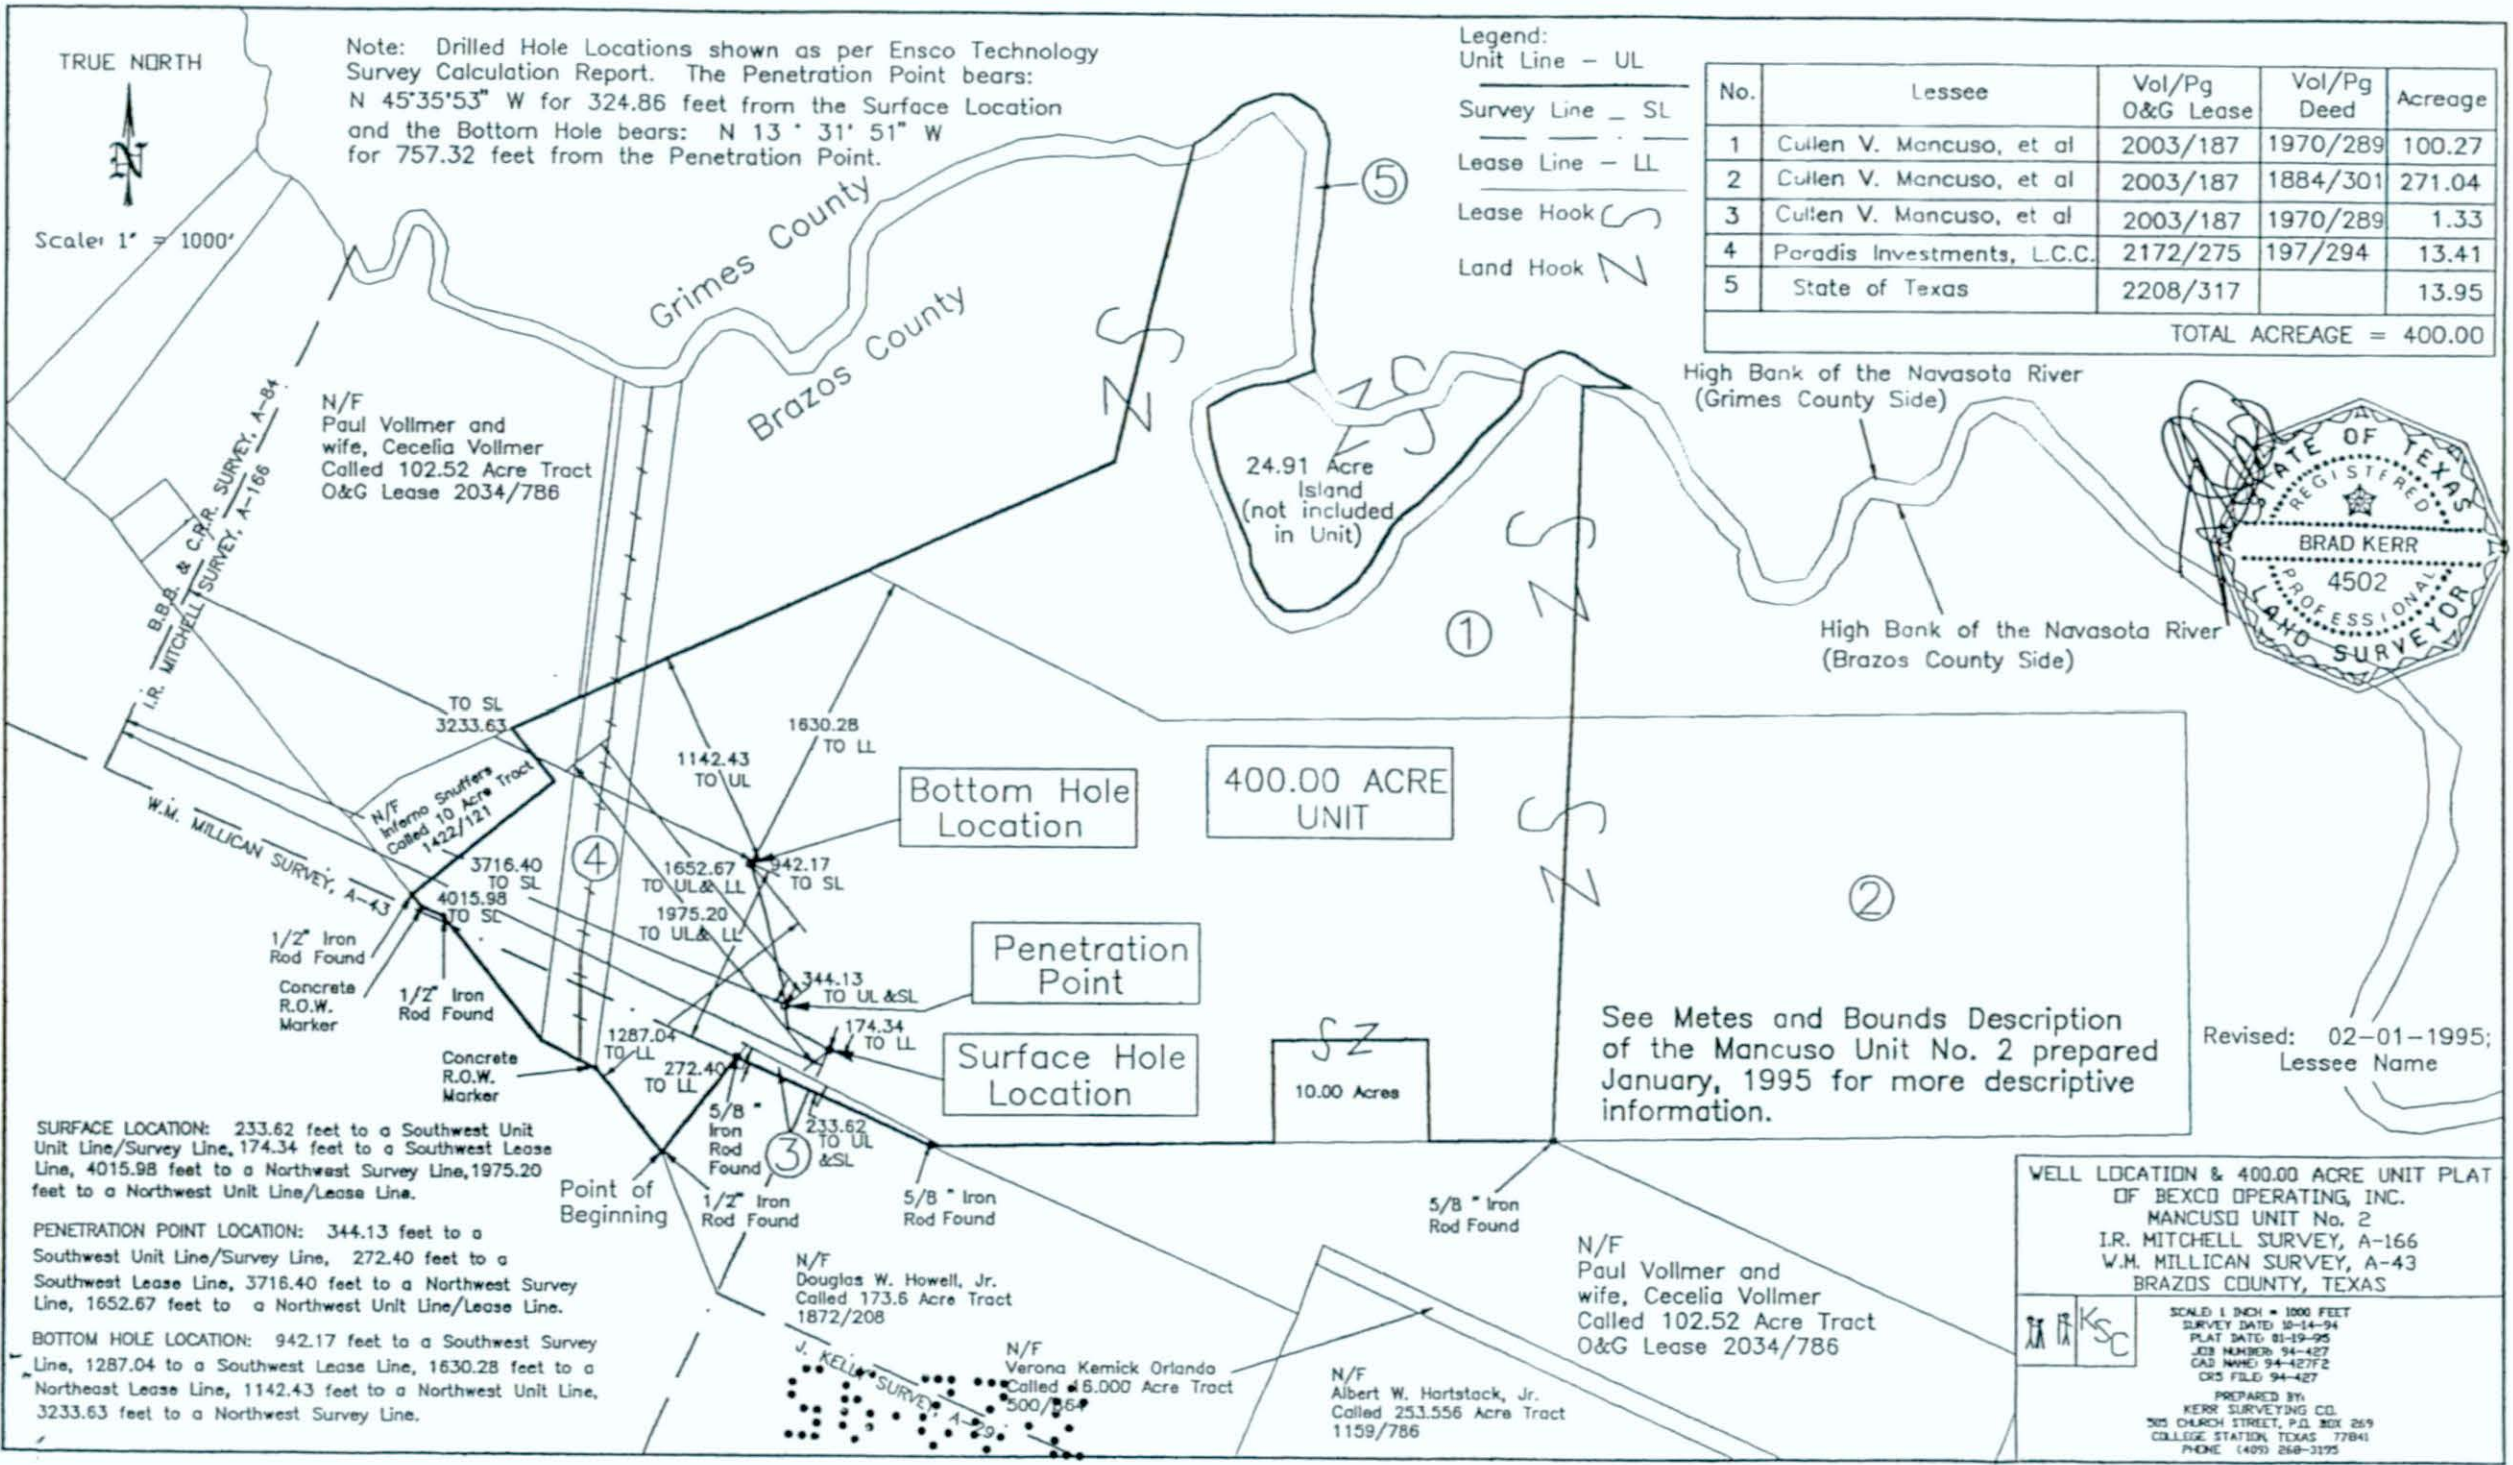 TRUE NORTH
N
Scale: 1" = 1000'
Note: Drilled Hole Locations shown as per Ensco Technology
Survey Calculation Report. The Penetration Point bears:
N 45°35'53" W for 324.86 feet from the Surface Location
and the Bottom Hole bears: N 13 ° 31' 51" W
for 757.32 feet from the Penetration Point.
Legend:
Unit Line - UL
Survey Line _ SL
Lease Line - LL
Lease Hook
Land Hook
No. Lessee Vol/Pg O&G Lease Vol/Pg Deed Acreage
1 Cullen V. Mancuso, et al 2003/187 1970/289 100.27
2 Cullen V. Mancuso, et al 2003/187 1884/301 271.04
3 Cullen V. Mancuso, et al 2003/187 1970/289 1.33
4 Paradis Investments, L.C.C. 2172/275 197/294 13.41
5 State of Texas 2208/317 13.95
TOTAL ACREAGE = 400.00
5
Grimes County
Brazos County
High Bank of the Navasota River
(Grimes County Side)
STATE OF TEXAS
REGISTERED
BRAD KERR
4502
PROFESSIONAL
LAND SURVEYOR
High Bank of the Navasota River
(Brazos County Side)
N/F
Paul Vollmer and
wife, Cecelia Vollmer
Called 102.52 Acre Tract
O&G Lease 2034/786
B.B.B. & C.R.R. SURVEY, A-84
I.R. MITCHELL SURVEY, A-166
24.91 Acre
Island
(not included
in Unit)
1
TO SL
3233.63
1630.28
TO LL
1142.43
TO UL
Bottom Hole
Location
400.00 ACRE
UNIT
N/F
Inferno Snuffers
Called 10 Acre Tract
1422/121
W.M. MILLICAN SURVEY, A-43
4
3716.40
TO SL
4015.98
TO SL
1652.67
TO UL& LL
942.17
TO SL
1975.20
TO UL& LL
2
Penetration
Point
344.13
TO UL &SL
1/2" Iron
Rod Found
Concrete
R.O.W.
Marker
1/2" Iron
Rod Found
174.34
TO LL
Surface Hole
Location
1287.04
TO LL
272.40
TO LL
Concrete
R.O.W.
Marker
5/8 "
Iron
Rod
Found
3
233.62
TO UL
&SL
10.00 Acres
See Metes and Bounds Description
of the Mancuso Unit No. 2 prepared
January, 1995 for more descriptive
information.
Revised: 02-01-1995;
Lessee Name
SURFACE LOCATION: 233.62 feet to a Southwest Unit
Unit Line/Survey Line, 174.34 feet to a Southwest Lease
Line, 4015.98 feet to a Northwest Survey Line, 1975.20
feet to a Northwest Unit Line/Lease Line.
PENETRATION POINT LOCATION: 344.13 feet to a
Southwest Unit Line/Survey Line, 272.40 feet to a
Southwest Lease Line, 3716.40 feet to a Northwest Survey
Line, 1652.67 feet to a Northwest Unit Line/Lease Line.
BOTTOM HOLE LOCATION: 942.17 feet to a Southwest Survey
Line, 1287.04 to a Southwest Lease Line, 1630.28 feet to a
Northeast Lease Line, 1142.43 feet to a Northwest Unit Line,
3233.63 feet to a Northwest Survey Line.
Point of
Beginning
1/2" Iron
Rod Found
5/8 " Iron
Rod Found
5/8 " Iron
Rod Found
N/F
Douglas W. Howell, Jr.
Called 173.6 Acre Tract
1872/208
J. KELLY SURVEY, A-29
N/F
Verona Kemick Orlando
Called 16.000 Acre Tract
N/F
Albert W. Hartstack, Jr.
Called 253.556 Acre Tract
1159/786
N/F
Paul Vollmer and
wife, Cecelia Vollmer
Called 102.52 Acre Tract
O&G Lease 2034/786
WELL LOCATION & 400.00 ACRE UNIT PLAT
OF BEXCO OPERATING, INC.
MANCUSO UNIT No. 2
I.R. MITCHELL SURVEY, A-166
W.M. MILLICAN SURVEY, A-43
BRAZOS COUNTY, TEXAS
KSC
SCALE: 1 INCH = 1000 FEET
SURVEY DATE: 10-14-94
PLAT DATE: 01-19-95
JOB NUMBER: 94-427
CAD NAME: 94-427F2
CR5 FILE: 94-427
PREPARED BY:
KERR SURVEYING CO.
505 CHURCH STREET, P.O. BOX 269
COLLEGE STATION, TEXAS 77841
PHONE (409) 268-3195